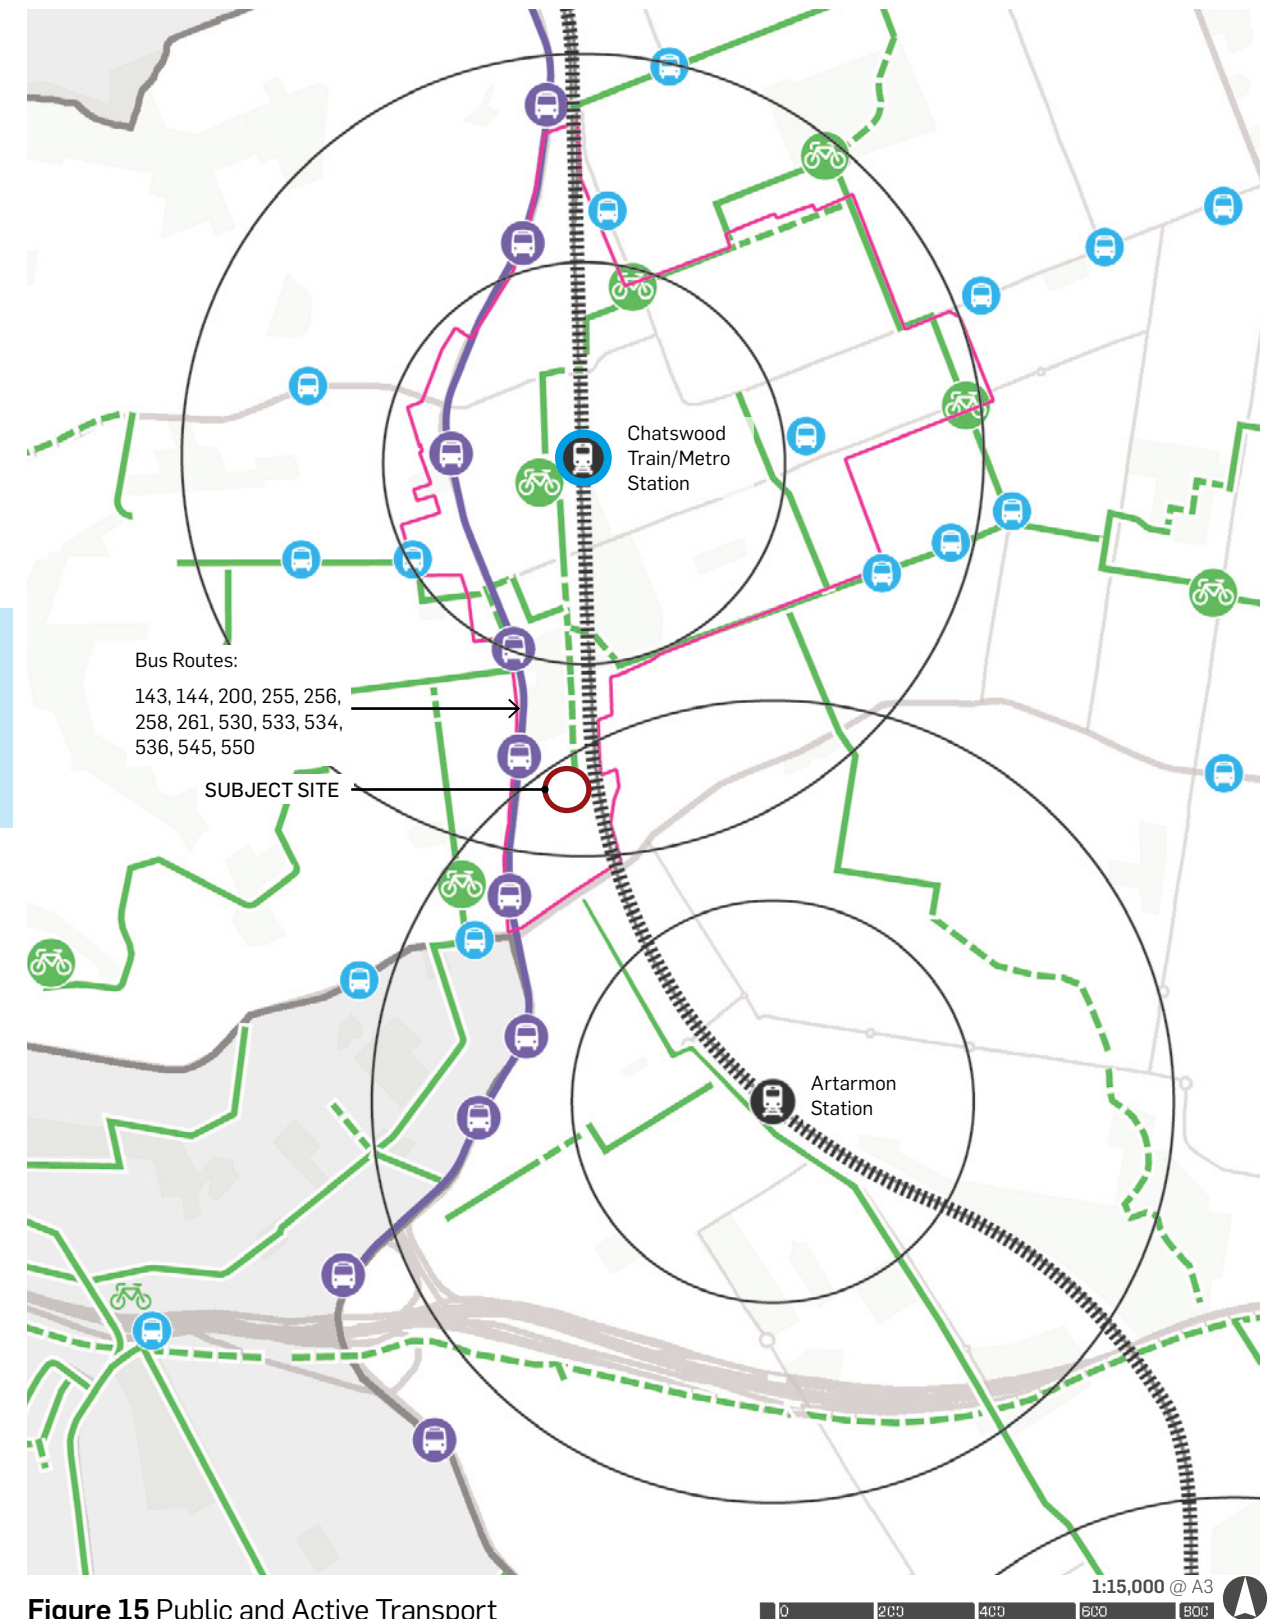 Chatswood
Train/Metro
Station
Bus Routes:
143, 144, 200, 255, 256,
258, 261, 530, 533, 534,
536, 545, 550
SUBJECT SITE
Artarmon
Station
1:15,000 @ A3
0 200 400 600 800
Figure 15 Public and Active Transport